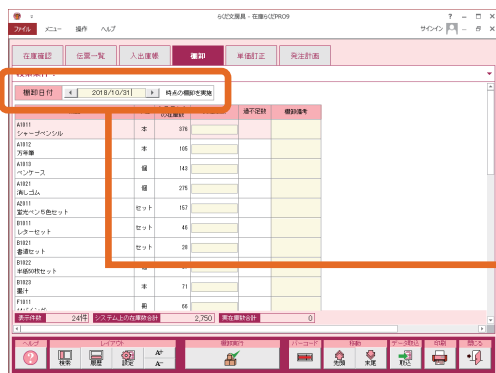 らくだ文房具 - 在庫らくだPRO9
ファイル メニュー 操作 ヘルプ サインイン
在庫確認 伝票一覧 入出庫帳 棚卸 単価訂正 発注計画
棚卸日付 2018/10/31 時点の棚卸を実施
の在庫数 過不足数 棚卸備考
A1011
シャープペンシル 本 376
A1012
万年筆 本 105
A1013
ペンケース 個 143
A1021
消しゴム 個 275
A2011
蛍光ペン5色セット セット 157
B1011
レターセット セット 46
B1021
書道セット セット 28
B1022
半紙50枚セット
B1023
墨汁 本 71
F1011
冊 66
表示件数 24件 システム上の在庫数合計 2,750 実在庫数合計 0
ヘルプ レイアウト 棚卸実行 バーコード 移動 データ取込 印刷 閉じる
検索 履歴 設定 A+ A- 先頭 末尾 取込